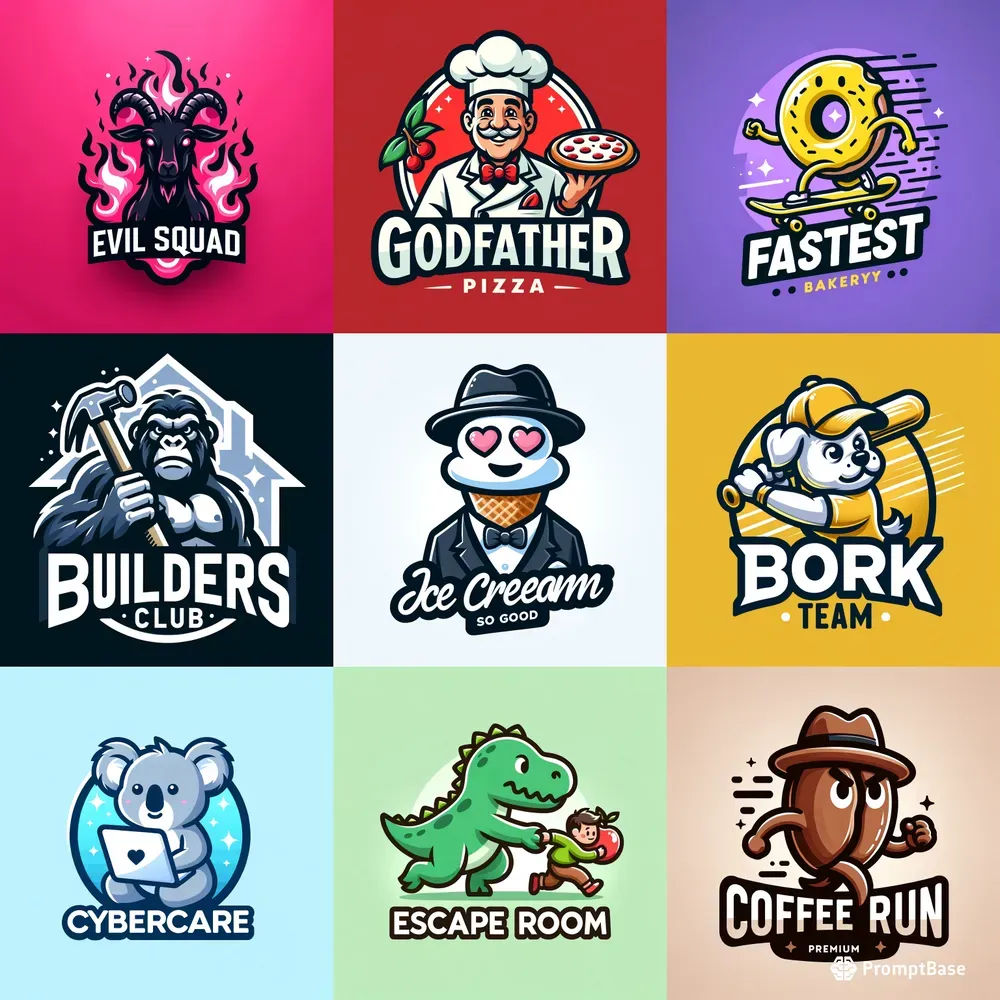 EVIL SQUAD
GODFATHER
PIZZA
FASTEST
BAKERYY
BUILDERS
CLUB
Ice Creeam
SO GOOD
BORK
TEAM
CYBERCARE
ESCAPE ROOM
COFFEE RUN
PREMIUM
PromptBase